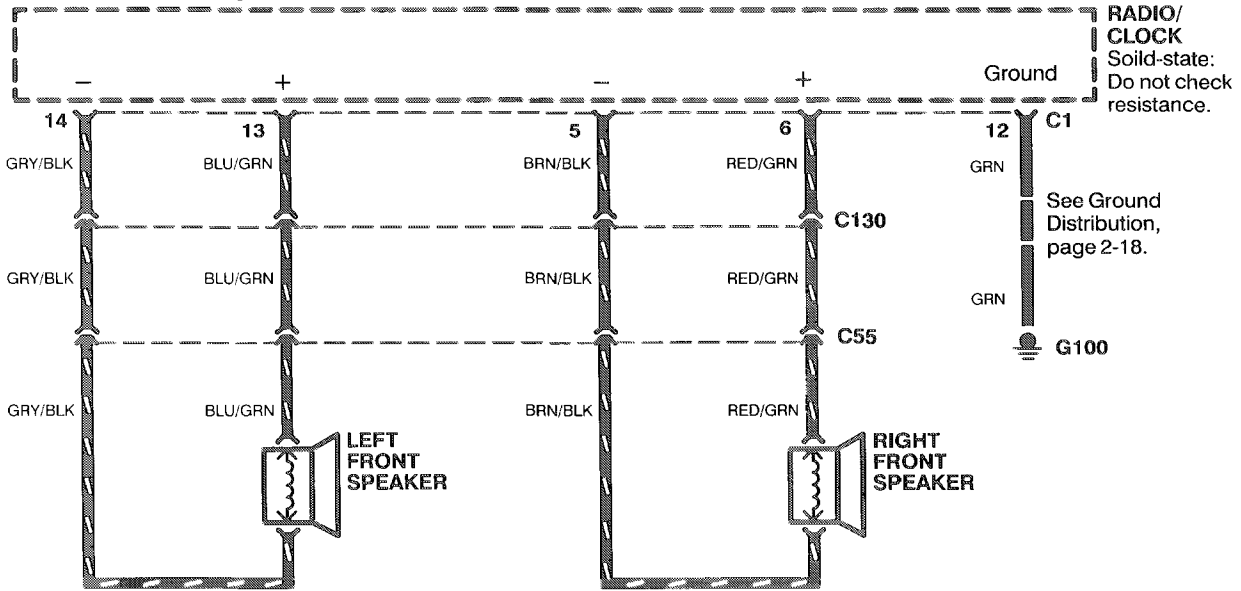 RADIO/
CLOCK
Soild-state:
Do not check
resistance.
– + – + Ground
14 13 5 6 12 C1
GRY/BLK BLU/GRN BRN/BLK RED/GRN GRN
See Ground
Distribution,
page 2-18.
C130
GRY/BLK BLU/GRN BRN/BLK RED/GRN GRN
C55
G100
GRY/BLK BLU/GRN BRN/BLK RED/GRN
LEFT
FRONT
SPEAKER
RIGHT
FRONT
SPEAKER